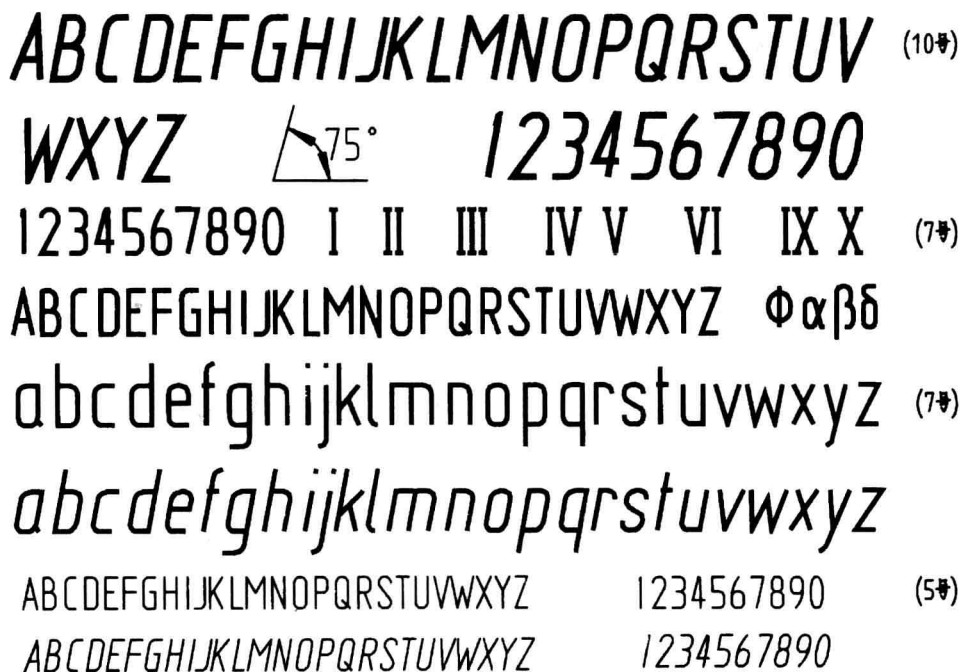 ABCDEFGHIJKLMNOPQRSTUV (10号)
WXYZ 75° 1234567890
1234567890 I II III IV V VI IX X (7号)
ABCDEFGHIJKLMNOPQRSTUVWXYZ Φαβδ
abcdefghijklmnopqrstuvwxyz (7号)
abcdefghijklmnopqrstuvwxyz
ABCDEFGHIJKLMNOPQRSTUVWXYZ 1234567890 (5号)
ABCDEFGHIJKLMNOPQRSTUVWXYZ 1234567890